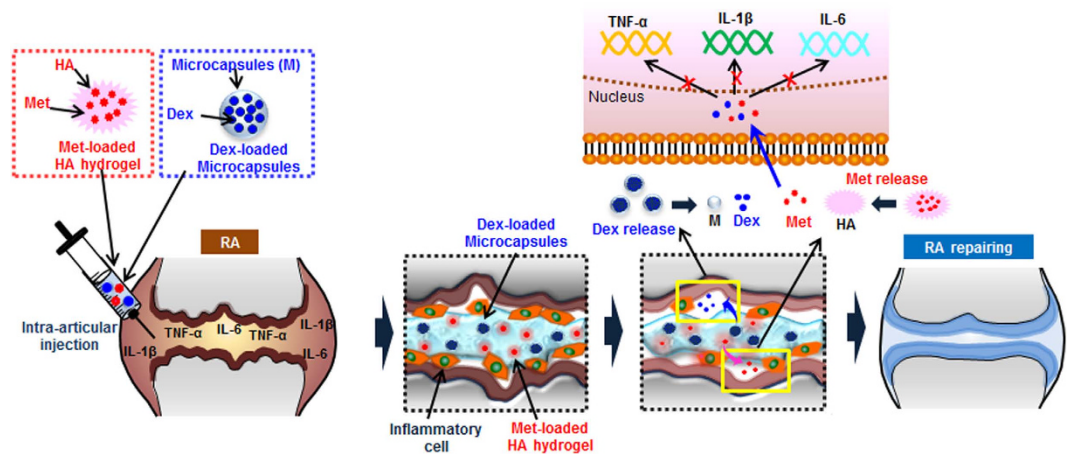 HA
Met
Met-loaded
HA hydrogel
Microcapsules (M)
Dex
Dex-loaded
Microcapsules
Intra-articular
injection
RA
TNF-α
IL-6
TNF-α
IL-1β
IL-1β
IL-6
Dex-loaded
Microcapsules
Inflammatory
cell
Met-loaded
HA hydrogel
TNF-α
IL-1β
IL-6
Nucleus
Dex release
M
Dex
Met
HA
Met release
RA repairing